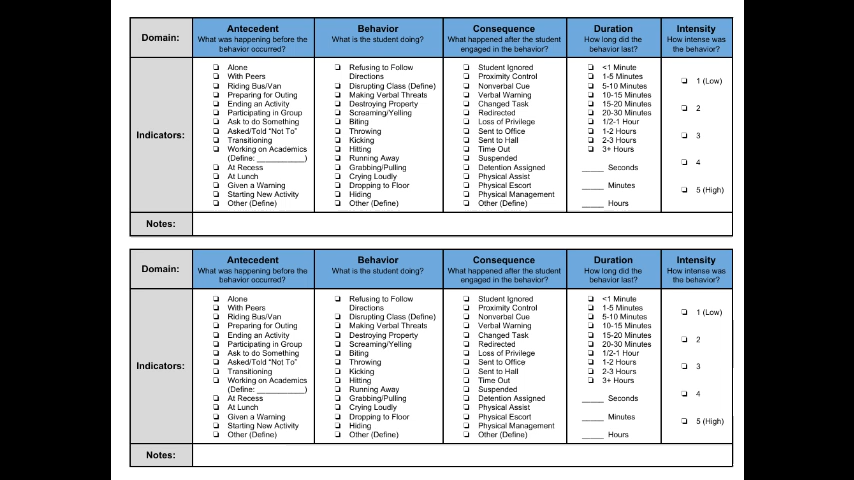 Domain:
Antecedent
What was happening before the
behavior occurred?
Behavior
What is the student doing?
Consequence
What happened after the student
engaged in the behavior?
Duration
How long did the
behavior last?
Intensity
How intense was
the behavior?
Indicators:
Alone
With Peers
Riding Bus/Van
Preparing for Outing
Ending an Activity
Participating in Group
Ask to do Something
Asked/Told "Not To"
Transitioning
Working on Academics
(Define: ___________)
At Recess
At Lunch
Given a Warning
Starting New Activity
Other (Define)
Refusing to Follow
Directions
Disrupting Class (Define)
Making Verbal Threats
Destroying Property
Screaming/Yelling
Biting
Throwing
Kicking
Hitting
Running Away
Grabbing/Pulling
Crying Loudly
Dropping to Floor
Hiding
Other (Define)
Student Ignored
Proximity Control
Nonverbal Cue
Verbal Warning
Changed Task
Redirected
Loss of Privilege
Sent to Office
Sent to Hall
Time Out
Suspended
Detention Assigned
Physical Assist
Physical Escort
Physical Management
Other (Define)
<1 Minute
1-5 Minutes
5-10 Minutes
10-15 Minutes
15-20 Minutes
20-30 Minutes
1/2-1 Hour
1-2 Hours
2-3 Hours
3+ Hours
_____ Seconds
_____ Minutes
_____ Hours
1 (Low)
2
3
4
5 (High)
Notes:
Domain:
Antecedent
What was happening before the
behavior occurred?
Behavior
What is the student doing?
Consequence
What happened after the student
engaged in the behavior?
Duration
How long did the
behavior last?
Intensity
How intense was
the behavior?
Indicators:
Alone
With Peers
Riding Bus/Van
Preparing for Outing
Ending an Activity
Participating in Group
Ask to do Something
Asked/Told "Not To"
Transitioning
Working on Academics
(Define: ___________)
At Recess
At Lunch
Given a Warning
Starting New Activity
Other (Define)
Refusing to Follow
Directions
Disrupting Class (Define)
Making Verbal Threats
Destroying Property
Screaming/Yelling
Biting
Throwing
Kicking
Hitting
Running Away
Grabbing/Pulling
Crying Loudly
Dropping to Floor
Hiding
Other (Define)
Student Ignored
Proximity Control
Nonverbal Cue
Verbal Warning
Changed Task
Redirected
Loss of Privilege
Sent to Office
Sent to Hall
Time Out
Suspended
Detention Assigned
Physical Assist
Physical Escort
Physical Management
Other (Define)
<1 Minute
1-5 Minutes
5-10 Minutes
10-15 Minutes
15-20 Minutes
20-30 Minutes
1/2-1 Hour
1-2 Hours
2-3 Hours
3+ Hours
_____ Seconds
_____ Minutes
_____ Hours
1 (Low)
2
3
4
5 (High)
Notes: